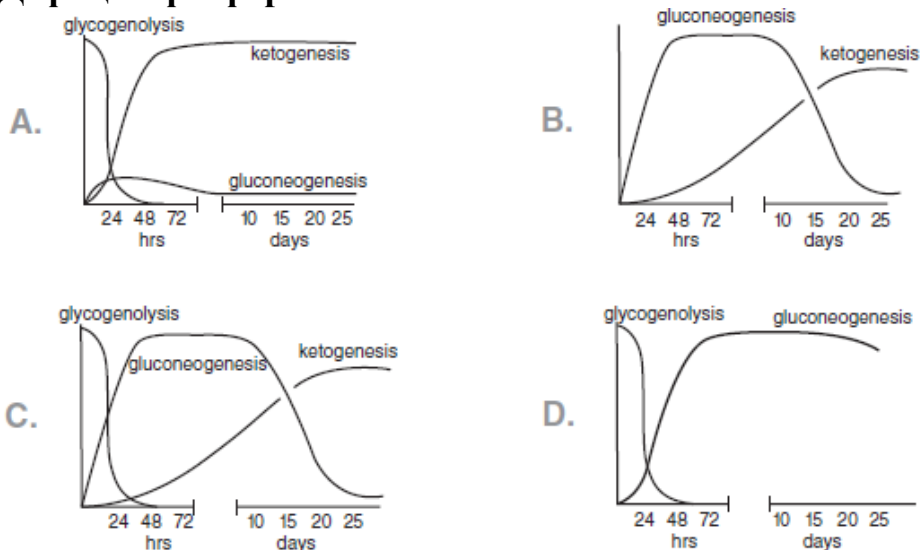 glycogenolysis
ketogenesis
gluconeogenesis
A.
24 48 72
hrs
10 15 20 25
days
gluconeogenesis
ketogenesis
B.
24 48 72
hrs
10 15 20 25
days
glycogenolysis
gluconeogenesis
ketogenesis
C.
24 48 72
hrs
10 15 20 25
days
glycogenolysis
gluconeogenesis
D.
24 48 72
hrs
10 15 20 25
days